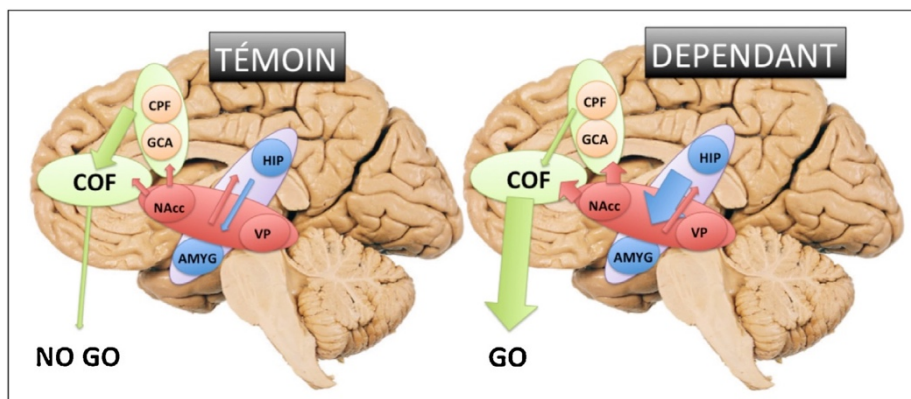 TÉMOIN
CPF
GCA
HIP
COF
NAcc
VP
AMYG
NO GO
DEPENDANT
CPF
GCA
HIP
COF
NAcc
VP
AMYG
GO